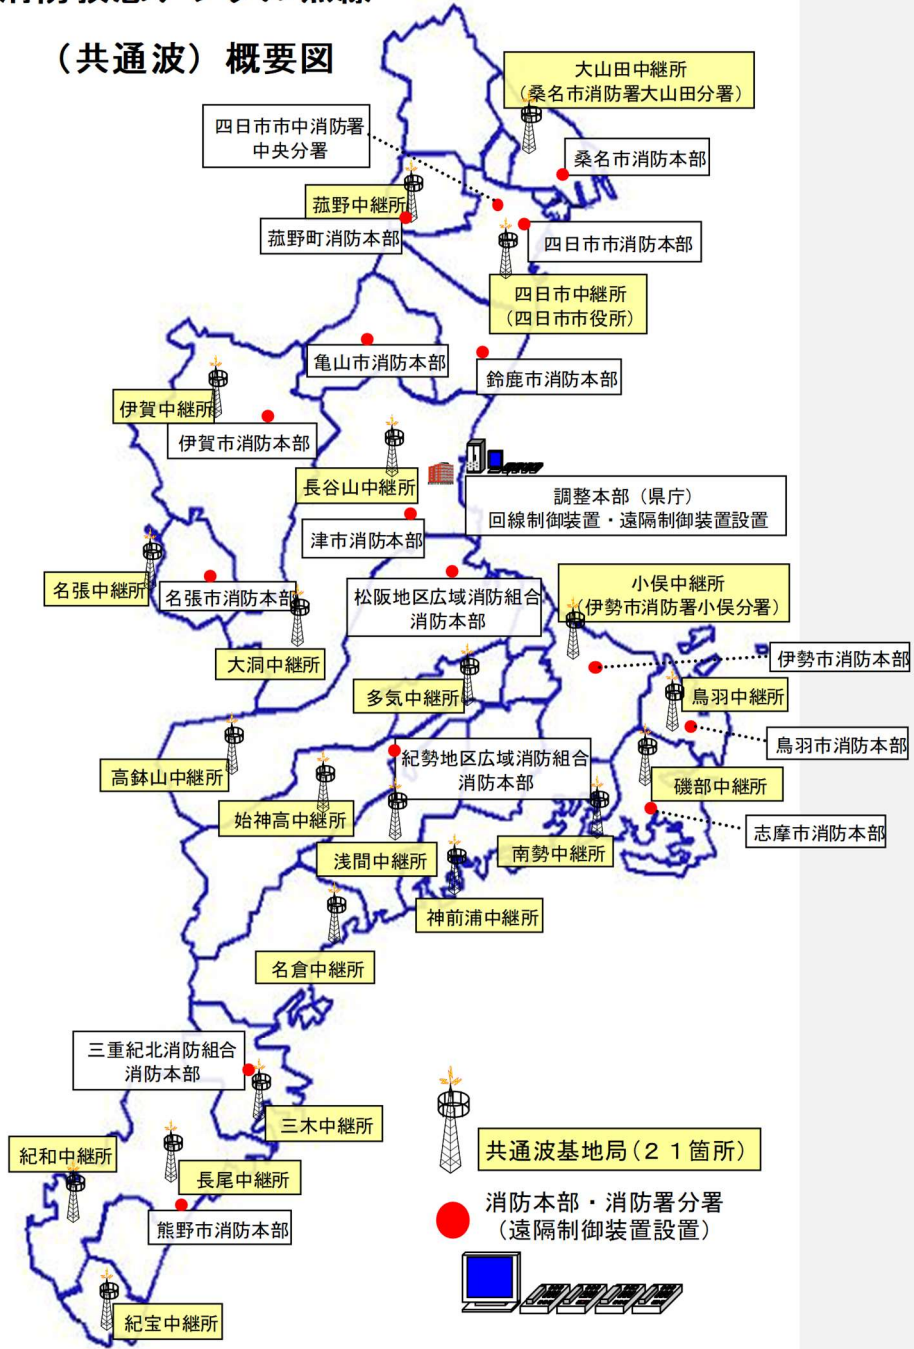 （共通波）概要図
大山田中継所
（桑名市消防署大山田分署）
四日市市中消防署
中央分署
桑名市消防本部
菰野中継所
菰野町消防本部
四日市市消防本部
四日市中継所
（四日市市役所）
亀山市消防本部
鈴鹿市消防本部
伊賀中継所
伊賀市消防本部
長谷山中継所
調整本部（県庁）
回線制御装置・遠隔制御装置設置
津市消防本部
名張中継所
名張市消防本部
松阪地区広域消防組合
消防本部
小俣中継所
（伊勢市消防署小俣分署）
大洞中継所
伊勢市消防本部
多気中継所
鳥羽中継所
鳥羽市消防本部
高鉢山中継所
紀勢地区広域消防組合
消防本部
磯部中継所
始神高中継所
志摩市消防本部
浅間中継所
南勢中継所
神前浦中継所
名倉中継所
三重紀北消防組合
消防本部
三木中継所
紀和中継所
長尾中継所
熊野市消防本部
紀宝中継所
共通波基地局（２１箇所）
消防本部・消防署分署
（遠隔制御装置設置）